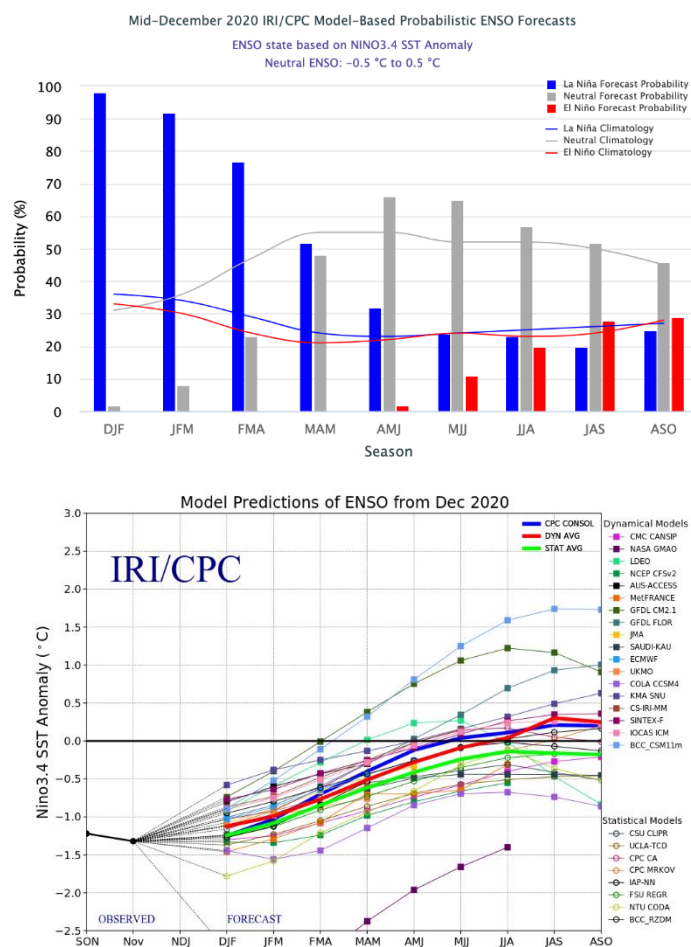 Mid-December 2020 IRI/CPC Model-Based Probabilistic ENSO Forecasts
ENSO state based on NINO3.4 SST Anomaly
Neutral ENSO: -0.5 °C to 0.5 °C
La Niña Forecast Probability
Neutral Forecast Probability
El Niño Forecast Probability
La Niña Climatology
Neutral Climatology
El Niño Climatology
Probability (%)
100
90
80
70
60
50
40
30
20
10
0
DJF JFM FMA MAM AMJ MJJ JJA JAS ASO
Season
Model Predictions of ENSO from Dec 2020
IRI/CPC
CPC CONSOL
DYN AVG
STAT AVG
Nino3.4 SST Anomaly (°C)
3.0
2.5
2.0
1.5
1.0
0.5
0.0
−0.5
−1.0
−1.5
−2.0
−2.5
OBSERVED FORECAST
SON Nov NDJ DJF JFM FMA MAM AMJ MJJ JJA JAS ASO
Dynamical Models
CMC CANSIP
NASA GMAO
LDEO
NCEP CFSv2
AUS-ACCESS
MetFRANCE
GFDL CM2.1
GFDL FLOR
JMA
SAUDI-KAU
ECMWF
UKMO
COLA CCSM4
KMA SNU
CS-IRI-MM
SINTEX-F
IOCAS ICM
BCC_CSM11m
Statistical Models
CSU CLIPR
UCLA-TCD
CPC CA
CPC MRKOV
IAP-NN
FSU REGR
NTU CODA
BCC_RZDM